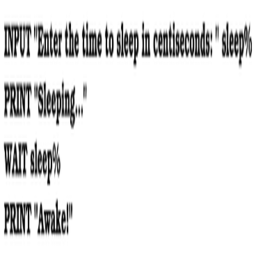 INPUT "Enter the time to sleep in centiseconds: " sleep%
PRINT "Sleeping..."
WAIT sleep%
PRINT "Awake!"